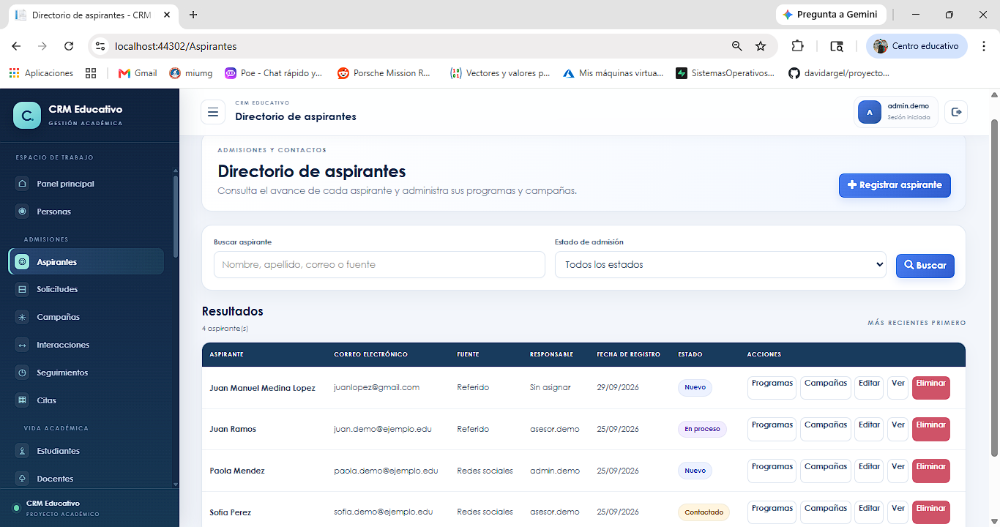 Directorio de aspirantes - CRM
Pregunta a Gemini
localhost:44302/Aspirantes
Centro educativo
Aplicaciones
Gmail
miumg
Poe - Chat rápido y...
Porsche Mission R...
Vectores y valores p...
Mis máquinas virtua...
SistemasOperativos...
davidargel/proyecto...
C.
CRM Educativo
GESTIÓN ACADÉMICA
ESPACIO DE TRABAJO
Panel principal
Personas
ADMISIONES
Aspirantes
Solicitudes
Campañas
Interacciones
Seguimientos
Citas
VIDA ACADÉMICA
Estudiantes
Docentes
CRM Educativo
PROYECTO ACADÉMICO
CRM EDUCATIVO
Directorio de aspirantes
A
admin.demo
Sesión iniciada
ADMISIONES Y CONTACTOS
Directorio de aspirantes
Consulta el avance de cada aspirante y administra sus programas y campañas.
Registrar aspirante
Buscar aspirante
Nombre, apellido, correo o fuente
Estado de admisión
Todos los estados
Buscar
Resultados
4 aspirante(s)
MÁS RECIENTES PRIMERO
ASPIRANTE CORREO ELECTRÓNICO FUENTE RESPONSABLE FECHA DE REGISTRO ESTADO ACCIONES
Juan Manuel Medina Lopez juanlopez@gmail.com Referido Sin asignar 29/09/2026 Nuevo Programas Campañas Editar Ver Eliminar
Juan Ramos juan.demo@ejemplo.edu Referido asesor.demo 25/09/2026 En proceso Programas Campañas Editar Ver Eliminar
Paola Mendez paola.demo@ejemplo.edu Redes sociales admin.demo 25/09/2026 Nuevo Programas Campañas Editar Ver Eliminar
Sofia Perez sofia.demo@ejemplo.edu Redes sociales asesor.demo 25/09/2026 Contactado Programas Campañas Editar Ver Eliminar